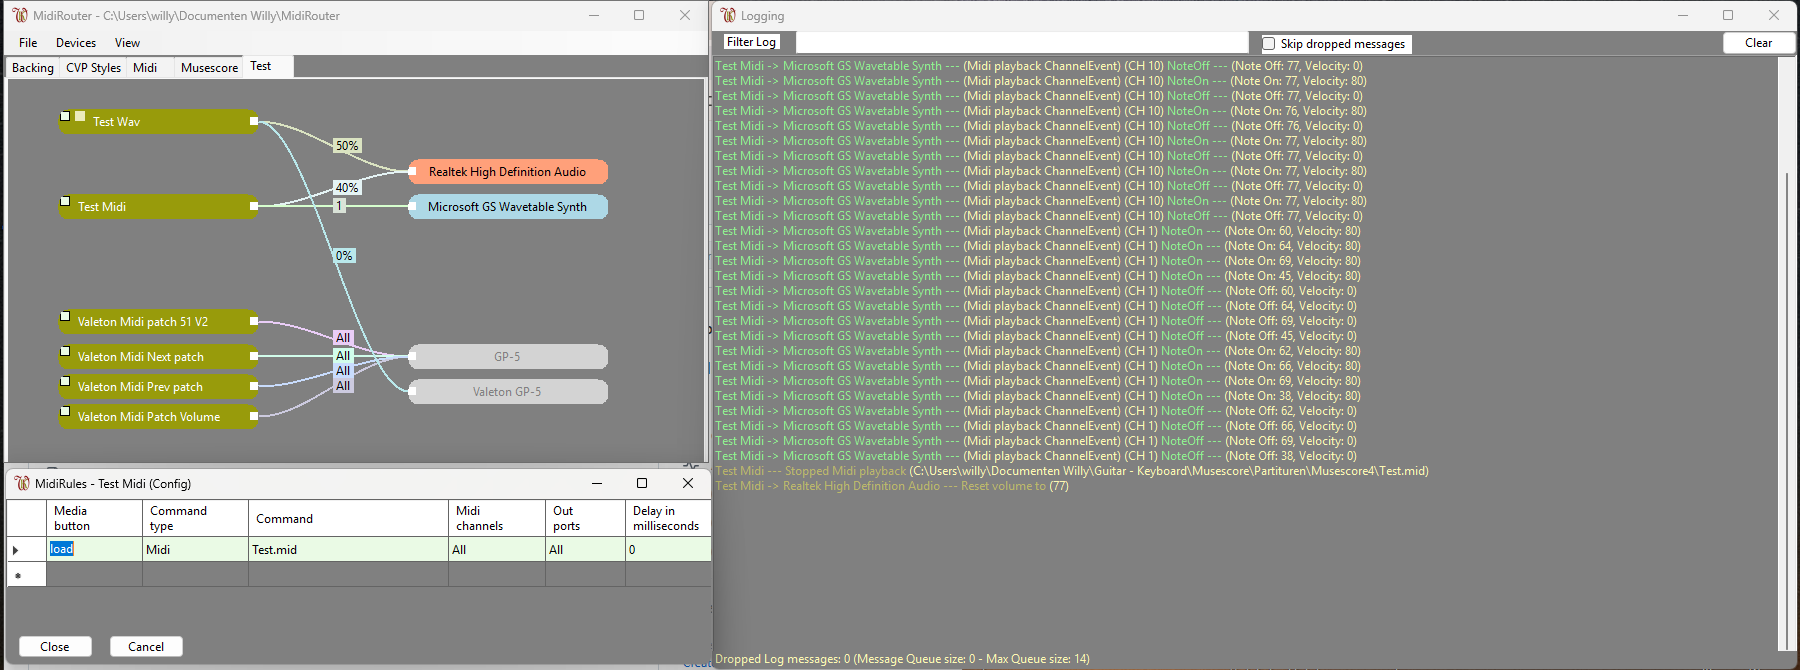 MidiRouter - C:\Users\willy\Documenten Willy\MidiRouter
File Devices View
Backing CVP Styles Midi Musescore Test
Test Wav
50%
Realtek High Definition Audio
40%
Test Midi
1
Microsoft GS Wavetable Synth
0%
Valeton Midi patch 51 V2
All
Valeton Midi Next patch
All
GP-5
All
Valeton Midi Prev patch
All
Valeton GP-5
Valeton Midi Patch Volume
MidiRules - Test Midi (Config)
Media button Command type Command Midi channels Out ports Delay in milliseconds
load Midi Test.mid All All 0
Close Cancel
Logging
Filter Log Skip dropped messages Clear
Test Midi -> Microsoft GS Wavetable Synth --- (Midi playback ChannelEvent) (CH 10) NoteOff --- (Note Off: 77, Velocity: 0)
Test Midi -> Microsoft GS Wavetable Synth --- (Midi playback ChannelEvent) (CH 10) NoteOn --- (Note On: 77, Velocity: 80)
Test Midi -> Microsoft GS Wavetable Synth --- (Midi playback ChannelEvent) (CH 10) NoteOff --- (Note Off: 77, Velocity: 0)
Test Midi -> Microsoft GS Wavetable Synth --- (Midi playback ChannelEvent) (CH 10) NoteOn --- (Note On: 76, Velocity: 80)
Test Midi -> Microsoft GS Wavetable Synth --- (Midi playback ChannelEvent) (CH 10) NoteOff --- (Note Off: 76, Velocity: 0)
Test Midi -> Microsoft GS Wavetable Synth --- (Midi playback ChannelEvent) (CH 10) NoteOn --- (Note On: 77, Velocity: 80)
Test Midi -> Microsoft GS Wavetable Synth --- (Midi playback ChannelEvent) (CH 10) NoteOff --- (Note Off: 77, Velocity: 0)
Test Midi -> Microsoft GS Wavetable Synth --- (Midi playback ChannelEvent) (CH 10) NoteOn --- (Note On: 77, Velocity: 80)
Test Midi -> Microsoft GS Wavetable Synth --- (Midi playback ChannelEvent) (CH 10) NoteOff --- (Note Off: 77, Velocity: 0)
Test Midi -> Microsoft GS Wavetable Synth --- (Midi playback ChannelEvent) (CH 10) NoteOn --- (Note On: 77, Velocity: 80)
Test Midi -> Microsoft GS Wavetable Synth --- (Midi playback ChannelEvent) (CH 10) NoteOff --- (Note Off: 77, Velocity: 0)
Test Midi -> Microsoft GS Wavetable Synth --- (Midi playback ChannelEvent) (CH 1) NoteOn --- (Note On: 60, Velocity: 80)
Test Midi -> Microsoft GS Wavetable Synth --- (Midi playback ChannelEvent) (CH 1) NoteOn --- (Note On: 64, Velocity: 80)
Test Midi -> Microsoft GS Wavetable Synth --- (Midi playback ChannelEvent) (CH 1) NoteOn --- (Note On: 69, Velocity: 80)
Test Midi -> Microsoft GS Wavetable Synth --- (Midi playback ChannelEvent) (CH 1) NoteOn --- (Note On: 45, Velocity: 80)
Test Midi -> Microsoft GS Wavetable Synth --- (Midi playback ChannelEvent) (CH 1) NoteOff --- (Note Off: 60, Velocity: 0)
Test Midi -> Microsoft GS Wavetable Synth --- (Midi playback ChannelEvent) (CH 1) NoteOff --- (Note Off: 64, Velocity: 0)
Test Midi -> Microsoft GS Wavetable Synth --- (Midi playback ChannelEvent) (CH 1) NoteOff --- (Note Off: 69, Velocity: 0)
Test Midi -> Microsoft GS Wavetable Synth --- (Midi playback ChannelEvent) (CH 1) NoteOff --- (Note Off: 45, Velocity: 0)
Test Midi -> Microsoft GS Wavetable Synth --- (Midi playback ChannelEvent) (CH 1) NoteOn --- (Note On: 62, Velocity: 80)
Test Midi -> Microsoft GS Wavetable Synth --- (Midi playback ChannelEvent) (CH 1) NoteOn --- (Note On: 66, Velocity: 80)
Test Midi -> Microsoft GS Wavetable Synth --- (Midi playback ChannelEvent) (CH 1) NoteOn --- (Note On: 69, Velocity: 80)
Test Midi -> Microsoft GS Wavetable Synth --- (Midi playback ChannelEvent) (CH 1) NoteOn --- (Note On: 38, Velocity: 80)
Test Midi -> Microsoft GS Wavetable Synth --- (Midi playback ChannelEvent) (CH 1) NoteOff --- (Note Off: 62, Velocity: 0)
Test Midi -> Microsoft GS Wavetable Synth --- (Midi playback ChannelEvent) (CH 1) NoteOff --- (Note Off: 66, Velocity: 0)
Test Midi -> Microsoft GS Wavetable Synth --- (Midi playback ChannelEvent) (CH 1) NoteOff --- (Note Off: 69, Velocity: 0)
Test Midi -> Microsoft GS Wavetable Synth --- (Midi playback ChannelEvent) (CH 1) NoteOff --- (Note Off: 38, Velocity: 0)
Test Midi --- Stopped Midi playback (C:\Users\willy\Documenten Willy\Guitar - Keyboard\Musescore\Partituren\Musescore4\Test.mid)
Test Midi -> Realtek High Definition Audio --- Reset volume to (77)
Dropped Log messages: 0 (Message Queue size: 0 - Max Queue size: 14)